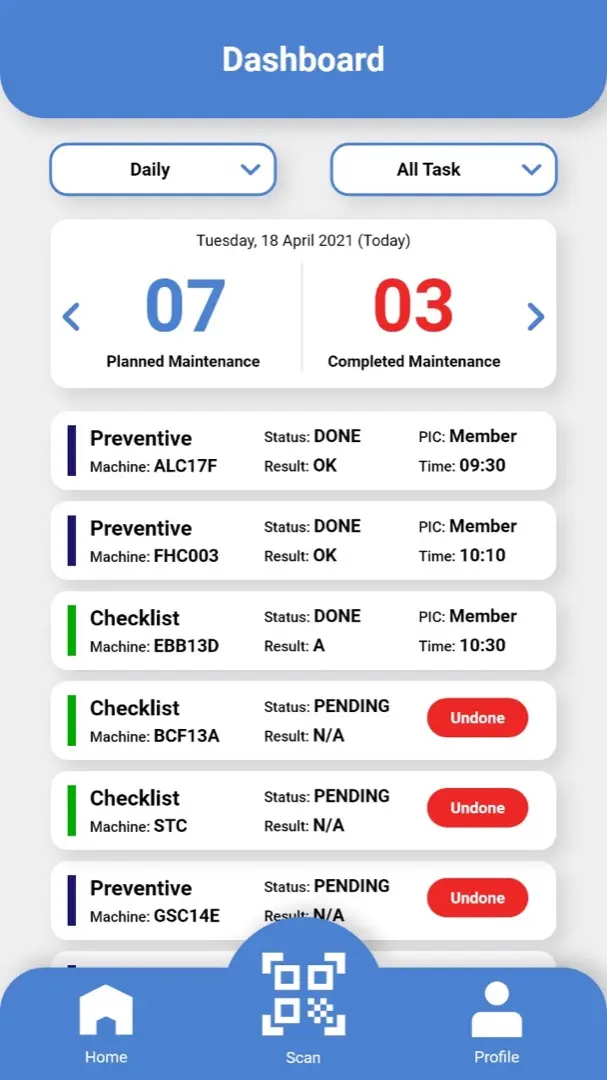 Dashboard
Daily
All Task
Tuesday, 18 April 2021 (Today)
07
03
Planned Maintenance
Completed Maintenance
Preventive
Status: DONE
PIC: Member
Machine: ALC17F
Result: OK
Time: 09:30
Preventive
Status: DONE
PIC: Member
Machine: FHC003
Result: OK
Time: 10:10
Checklist
Status: DONE
PIC: Member
Machine: EBB13D
Result: A
Time: 10:30
Checklist
Status: PENDING
Undone
Machine: BCF13A
Result: N/A
Checklist
Status: PENDING
Undone
Machine: STC
Result: N/A
Preventive
Status: PENDING
Undone
Machine: GSC14E
Result: N/A
Home
Scan
Profile